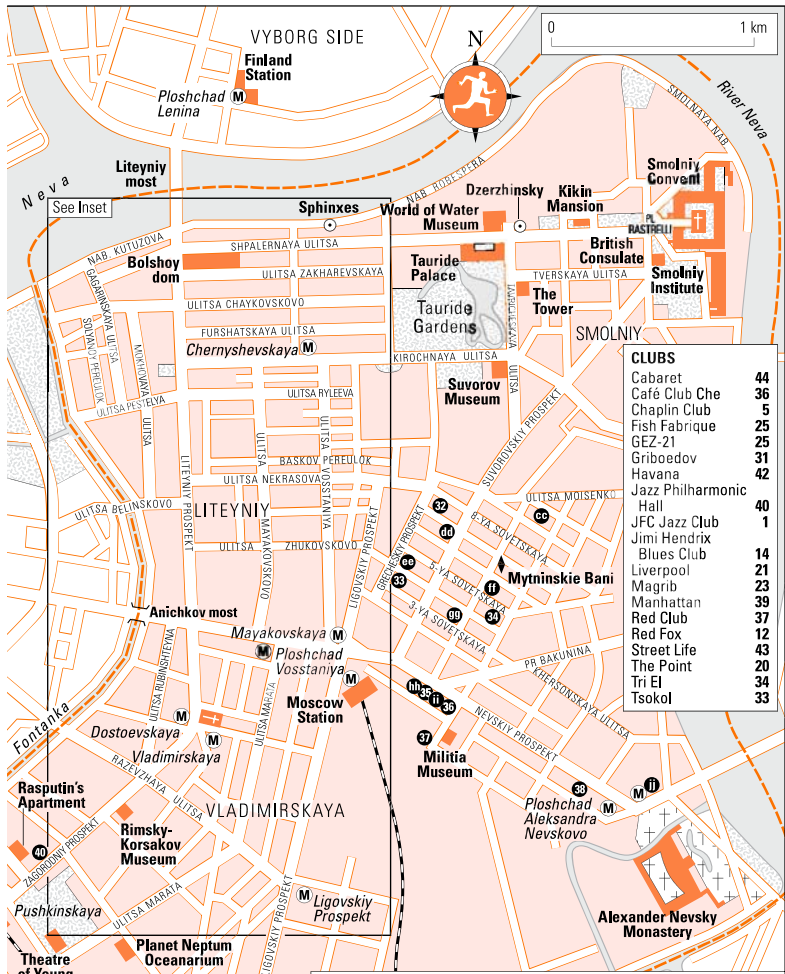 VYBORG SIDE
Finland
Station
Ploshchad
Lenina
M
N
0 1 km
River Neva
SMOLNAYA NAB
Neva
Liteyniy
most
See Inset
Sphinxes
NAB. ROBESPERA
World of Water
Museum
Dzerzhinsky
Kikin
Mansion
Smolniy
Convent
PL
RASTRELLI
NAB. KUTUZOVA
SHPALERNAYA ULITSA
Bolshoy
dom
ULITSA ZAKHAREVSKAYA
Tauride
Palace
British
Consulate
TVERSKAYA ULITSA
Smolniy
Institute
GAGARINSKAYA ULITSA
ULITSA CHAYKOVSKOVO
Tauride
Gardens
TAVRICHESKAYA
ULITSA
The
Tower
SMOLNIY
SOLYANOY PEREULOK
MOKHOVAYA
ULITSA
FURSHATSKAYA ULITSA
Chernyshevskaya M
KIROCHNAYA ULITSA
Suvorov
Museum
ULITSA PESTELYA
ULITSA RYLEEVA
SUVOROVSKIY PROSPEKT
BASKOV PEREULOK
ULITSA NEKRASOVA
ULITSA BELINSKOVO
LITEYNIY PROSPEKT
LITEYNIY
ULITSA
MAYAKOVSKOVO
ULITSA VOSSTANIYA
ULITSA ZHUKOVSKOVO
LIGOVSKIY PROSPEKT
GRECHESKIY PROSPEKT
ULITSA MOISENKO
8-YA SOVETSKAYA
5-YA SOVETSKAYA
3-YA SOVETSKAYA
32
dd
cc
ee
33
ff
gg
34
Mytninskie Bani
CLUBS
Cabaret 44
Café Club Che 36
Chaplin Club 5
Fish Fabrique 25
GEZ-21 25
Griboedov 31
Havana 42
Jazz Philharmonic
Hall 40
JFC Jazz Club 1
Jimi Hendrix
Blues Club 14
Liverpool 21
Magrib 23
Manhattan 39
Red Club 37
Red Fox 12
Street Life 43
The Point 20
Tri El 34
Tsokol 33
Anichkov most
Mayakovskaya M
M Ploshchad
Vosstaniya
M
Moscow
Station
PR BAKUNINA
KHERSONSKAYA ULITSA
NEVSKIY PROSPEKT
hh
35
ii
36
37
Militia
Museum
38
Ploshchad
Aleksandra
Nevskovo
M
M
jj
Fontanka
ULITSA RUBINSHTEYNA
ULITSA MARATA
M
Dostoevskaya
M
Vladimirskaya
RAZEVZHAYA ULITSA
VLADIMIRSKAYA
Rasputin's
Apartment
40
Rimsky-
Korsakov
Museum
ZAGORODNIY PROSPEKT
Pushkinskaya
ULITSA MARATA
M
Ligovskiy
Prospekt
LIGOVSKIY PROSPEKT
Theatre
of Young
Planet Neptum
Oceanarium
Alexander Nevsky
Monastery